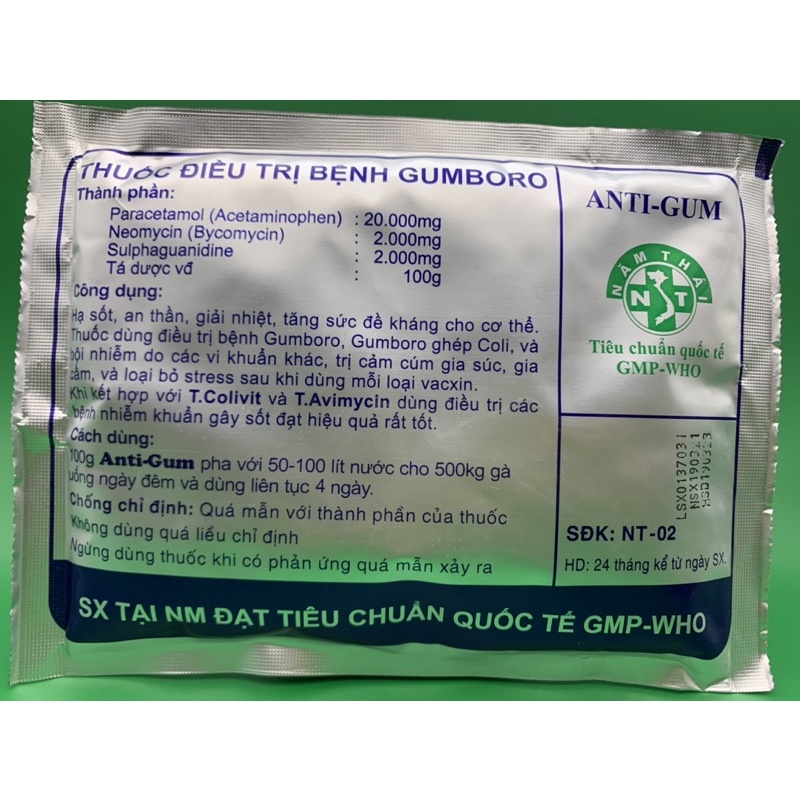 THUỐC ĐIỀU TRỊ BỆNH GUMBORO
Thành phần:
Paracetamol (Acetaminophen) : 20.000mg
Neomycin (Bycomycin) : 2.000mg
Sulphaguanidine : 2.000mg
Tá dược vđ : 100g
Công dụng:
Hạ sốt, an thần, giải nhiệt, tăng sức đề kháng cho cơ thể.
Thuốc dùng điều trị bệnh Gumboro, Gumboro ghép Coli, và
bội nhiễm do các vi khuẩn khác, trị cảm cúm gia súc, gia
cầm, và loại bỏ stress sau khi dùng mỗi loại vacxin.
Khi kết hợp với T.Colivit và T.Avimycin dùng điều trị các
bệnh nhiễm khuẩn gây sốt đạt hiệu quả rất tốt.
Cách dùng:
100g Anti-Gum pha với 50-100 lít nước cho 500kg gà
uống ngày đêm và dùng liên tục 4 ngày.
Chống chỉ định: Quá mẫn với thành phần của thuốc
Không dùng quá liều chỉ định
Ngừng dùng thuốc khi có phản ứng quá mẫn xảy ra
ANTI-GUM
NĂM THÁI
NST
Tiêu chuẩn quốc tế
GMP-WHO
LSX0137031
NSX190321
HSD190323
SĐK: NT-02
HD: 24 tháng kể từ ngày SX.
SX TẠI NM ĐẠT TIÊU CHUẨN QUỐC TẾ GMP-WHO